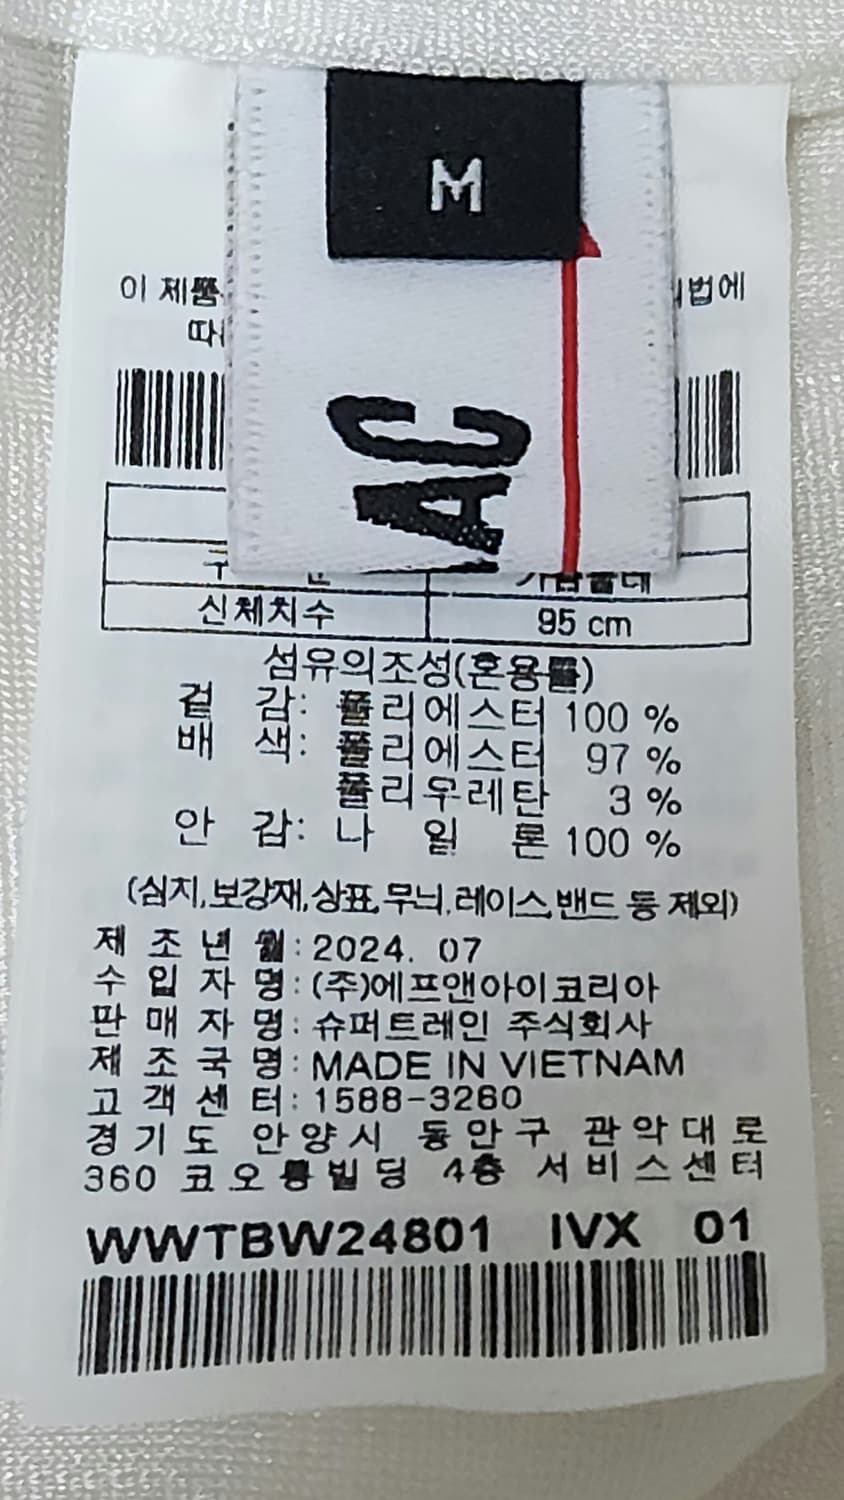 M
AC
이 제품
법에
따
가슴둘레
신체치수 95 cm
섬유의조성(혼용률)
겉 감: 폴리에스터 100 %
배 색: 폴리에스터 97 %
폴리우레탄 3 %
안 감: 나 일 론 100 %
(심지,보강재,상표,무늬,레이스,밴드 등 제외)
제 조 년 월: 2024. 07
수 입 자 명: (주)에프앤아이코리아
판 매 자 명: 슈퍼트레인 주식회사
제 조 국 명: MADE IN VIETNAM
고 객 센 터: 1588-3260
경 기 도 안 양 시 동 안 구 관 악 대 로
360 코 오 롱 빌 딩 4층 서 비 스 센 터
WWTBW24801 IVX 01